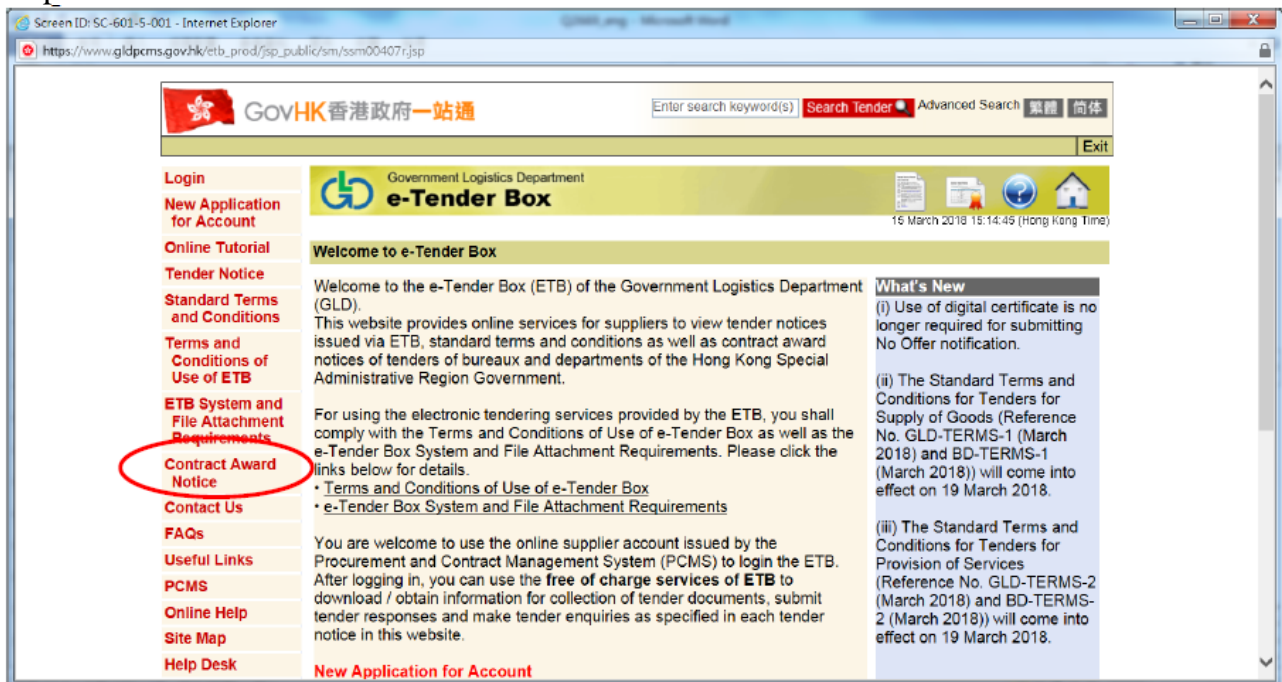 Screen ID: SC-601-5-001 - Internet Explorer
Q2960_eng - Microsoft Word
https://www.gldpcms.gov.hk/etb_prod/jsp_public/sm/ssm00407r.jsp
GovHK香港政府一站通
Enter search keyword(s) Search Tender Advanced Search 繁體 简体
Exit
Login
New Application
for Account
Online Tutorial
Tender Notice
Standard Terms
and Conditions
Terms and
Conditions of
Use of ETB
ETB System and
File Attachment
Requirements
Contract Award
Notice
Contact Us
FAQs
Useful Links
PCMS
Online Help
Site Map
Help Desk
Government Logistics Department
e-Tender Box
15 March 2018 15:14:45 (Hong Kong Time)
Welcome to e-Tender Box
Welcome to the e-Tender Box (ETB) of the Government Logistics Department
(GLD).
This website provides online services for suppliers to view tender notices
issued via ETB, standard terms and conditions as well as contract award
notices of tenders of bureaux and departments of the Hong Kong Special
Administrative Region Government.
For using the electronic tendering services provided by the ETB, you shall
comply with the Terms and Conditions of Use of e-Tender Box as well as the
e-Tender Box System and File Attachment Requirements. Please click the
links below for details.
• Terms and Conditions of Use of e-Tender Box
• e-Tender Box System and File Attachment Requirements
You are welcome to use the online supplier account issued by the
Procurement and Contract Management System (PCMS) to login the ETB.
After logging in, you can use the free of charge services of ETB to
download / obtain information for collection of tender documents, submit
tender responses and make tender enquiries as specified in each tender
notice in this website.
New Application for Account
What's New
(i) Use of digital certificate is no
longer required for submitting
No Offer notification.
(ii) The Standard Terms and
Conditions for Tenders for
Supply of Goods (Reference
No. GLD-TERMS-1 (March
2018) and BD-TERMS-1
(March 2018)) will come into
effect on 19 March 2018.
(iii) The Standard Terms and
Conditions for Tenders for
Provision of Services
(Reference No. GLD-TERMS-2
(March 2018) and BD-TERMS-
2 (March 2018)) will come into
effect on 19 March 2018.